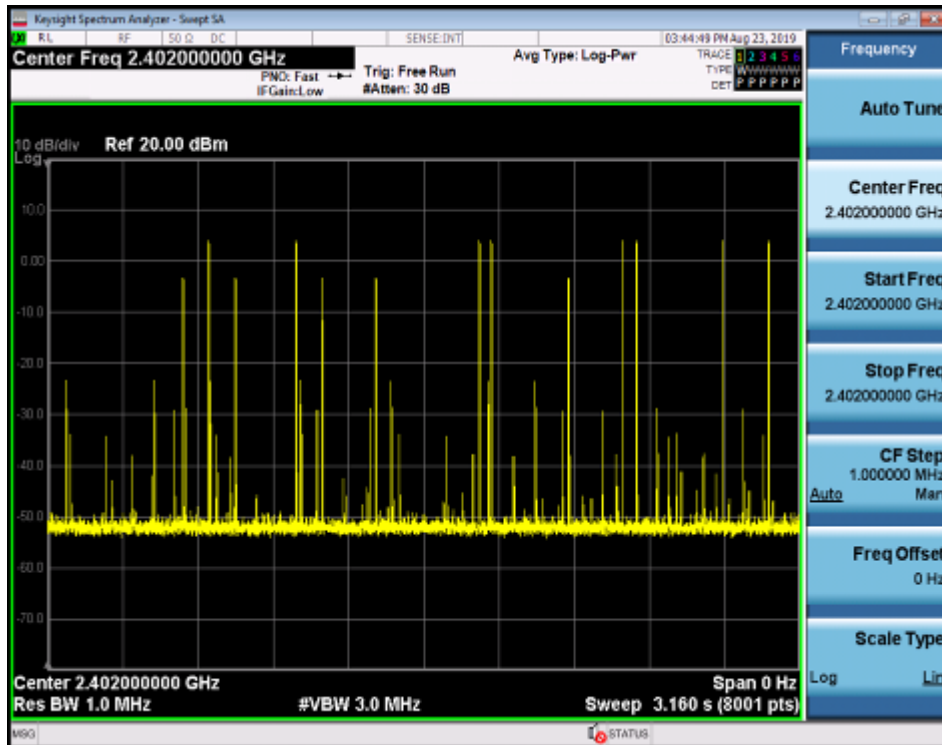 Keysight Spectrum Analyzer - Swept SA
RL RF 50 Ω DC SENSE:INT 03:44:49 PM Aug 23, 2019
Center Freq 2.402000000 GHz
PNO: Fast
IFGain:Low
Trig: Free Run
#Atten: 30 dB
Avg Type: Log-Pwr
TRACE 1 2 3 4 5 6
TYPE WWWWWW
DET P P P P P P
10 dB/div
Log
Ref 20.00 dBm
10.0
0.00
-10.0
-20.0
-30.0
-40.0
-50.0
-60.0
-70.0
Center 2.402000000 GHz
Span 0 Hz
Res BW 1.0 MHz
#VBW 3.0 MHz
Sweep 3.160 s (8001 pts)
MSG
STATUS
Frequency
Auto Tune
Center Freq
2.402000000 GHz
Start Freq
2.402000000 GHz
Stop Freq
2.402000000 GHz
CF Step
1.000000 MHz
Auto Man
Freq Offset
0 Hz
Scale Type
Log Lin